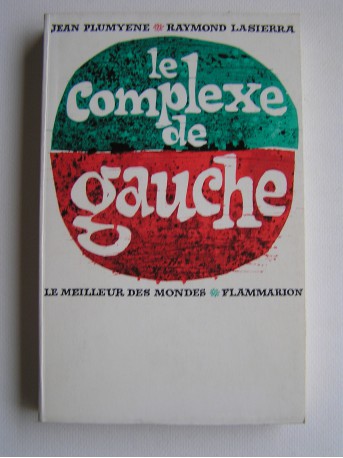 JEAN PLUMYENE ❋ RAYMOND LASIERRA
le
complexe
de
gauche
LE MEILLEUR DES MONDES ❋ FLAMMARION